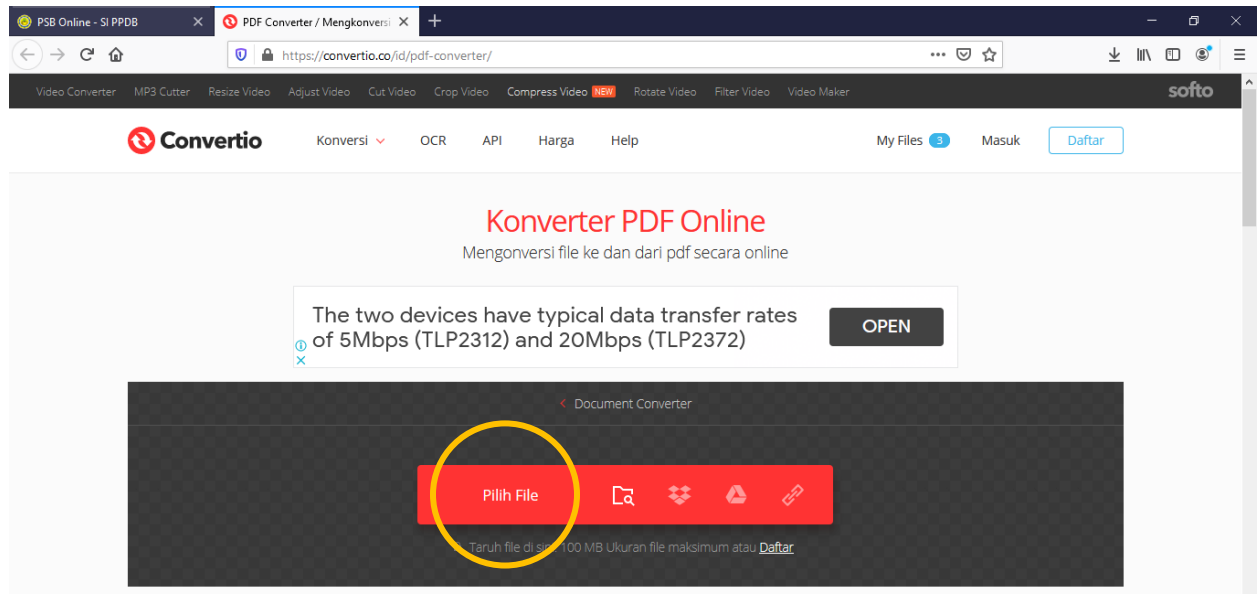 PSB Online - SI PPDB
PDF Converter / Mengkonversi
https://convertio.co/id/pdf-converter/
Video Converter MP3 Cutter Resize Video Adjust Video Cut Video Crop Video Compress Video NEW Rotate Video Filter Video Video Maker softo
Convertio Konversi OCR API Harga Help My Files 3 Masuk Daftar
Konverter PDF Online
Mengonversi file ke dan dari pdf secara online
The two devices have typical data transfer rates
of 5Mbps (TLP2312) and 20Mbps (TLP2372)
OPEN
Document Converter
Pilih File
Taruh file di sini. 100 MB Ukuran file maksimum atau Daftar